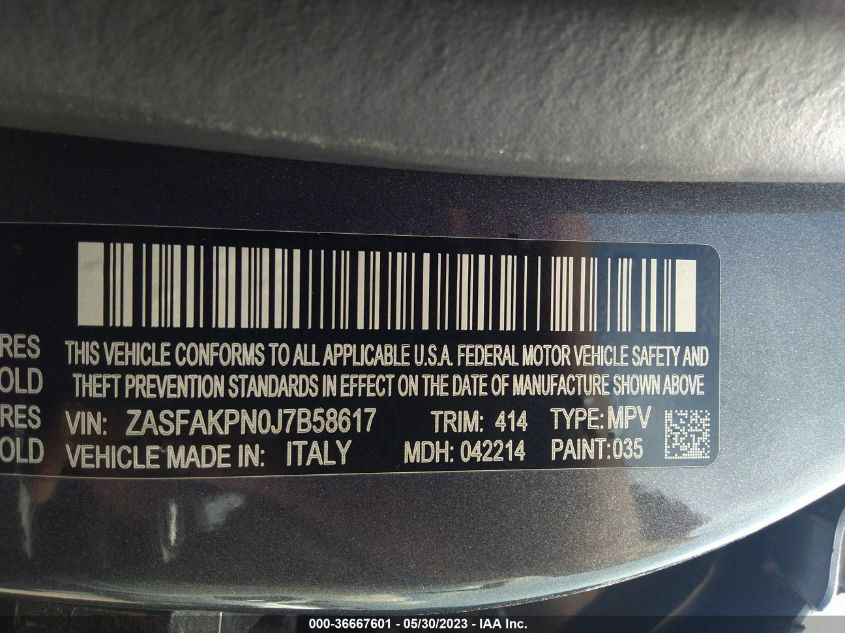 THIS VEHICLE CONFORMS TO ALL APPLICABLE U.S.A. FEDERAL MOTOR VEHICLE SAFETY AND
THEFT PREVENTION STANDARDS IN EFFECT ON THE DATE OF MANUFACTURE SHOWN ABOVE
VIN: ZASFAKPN0J7B58617 TRIM: 414 TYPE: MPV
VEHICLE MADE IN: ITALY MDH: 042214 PAINT: 035
RES
OLD
RES
OLD
000-36667601 - 05/30/2023 - IAA Inc.